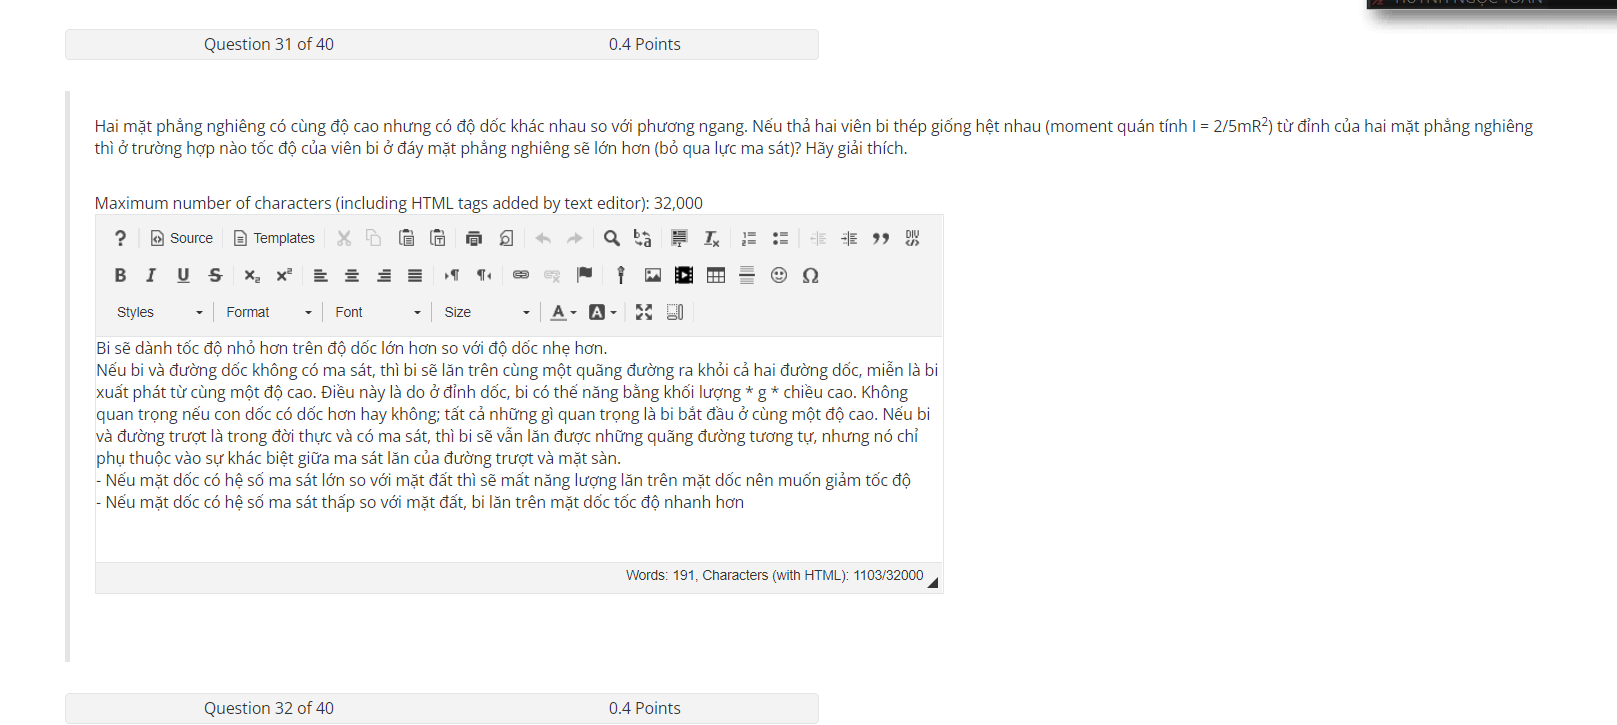 Question 31 of 40 0.4 Points
Hai mặt phẳng nghiêng có cùng độ cao nhưng có độ dốc khác nhau so với phương ngang. Nếu thả hai viên bi thép giống hệt nhau (moment quán tính I = 2/5mR²) từ đỉnh của hai mặt phẳng nghiêng
thì ở trường hợp nào tốc độ của viên bi ở đáy mặt phẳng nghiêng sẽ lớn hơn (bỏ qua lực ma sát)? Hãy giải thích.
Maximum number of characters (including HTML tags added by text editor): 32,000
? Source Templates
B I U S x₂ x²
Styles Format Font Size A A
Bi sẽ dành tốc độ nhỏ hơn trên độ dốc lớn hơn so với độ dốc nhẹ hơn.
Nếu bi và đường dốc không có ma sát, thì bi sẽ lăn trên cùng một quãng đường ra khỏi cả hai đường dốc, miễn là bi
xuất phát từ cùng một độ cao. Điều này là do ở đỉnh dốc, bi có thế năng bằng khối lượng * g * chiều cao. Không
quan trọng nếu con dốc có dốc hơn hay không; tất cả những gì quan trọng là bi bắt đầu ở cùng một độ cao. Nếu bi
và đường trượt là trong đời thực và có ma sát, thì bi sẽ vẫn lăn được những quãng đường tương tự, nhưng nó chỉ
phụ thuộc vào sự khác biệt giữa ma sát lăn của đường trượt và mặt sàn.
- Nếu mặt dốc có hệ số ma sát lớn so với mặt đất thì sẽ mất năng lượng lăn trên mặt dốc nên muốn giảm tốc độ
- Nếu mặt dốc có hệ số ma sát thấp so với mặt đất, bi lăn trên mặt dốc tốc độ nhanh hơn
Words: 191, Characters (with HTML): 1103/32000
Question 32 of 40 0.4 Points